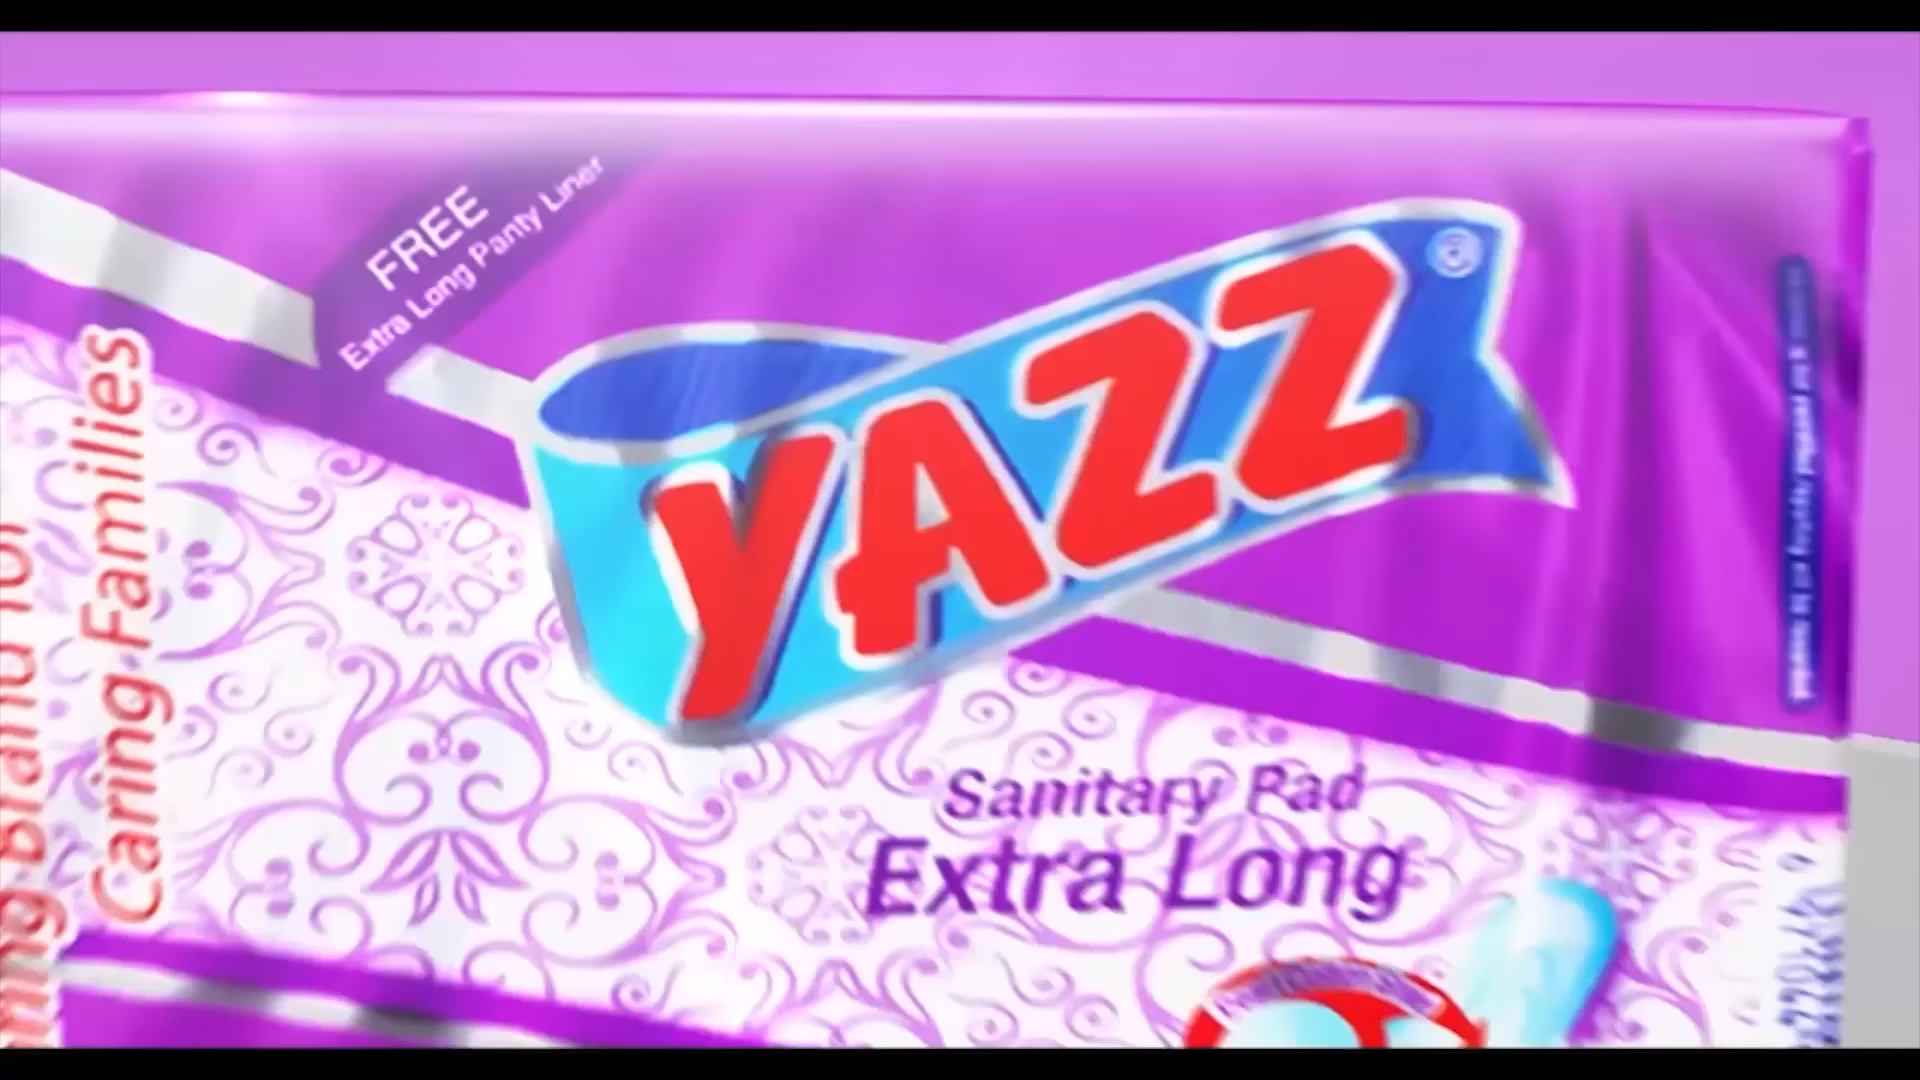 FREE
Extra Long Panty Liner
YAZZ
®
Sanitary Pad
Extra Long
Caring Families